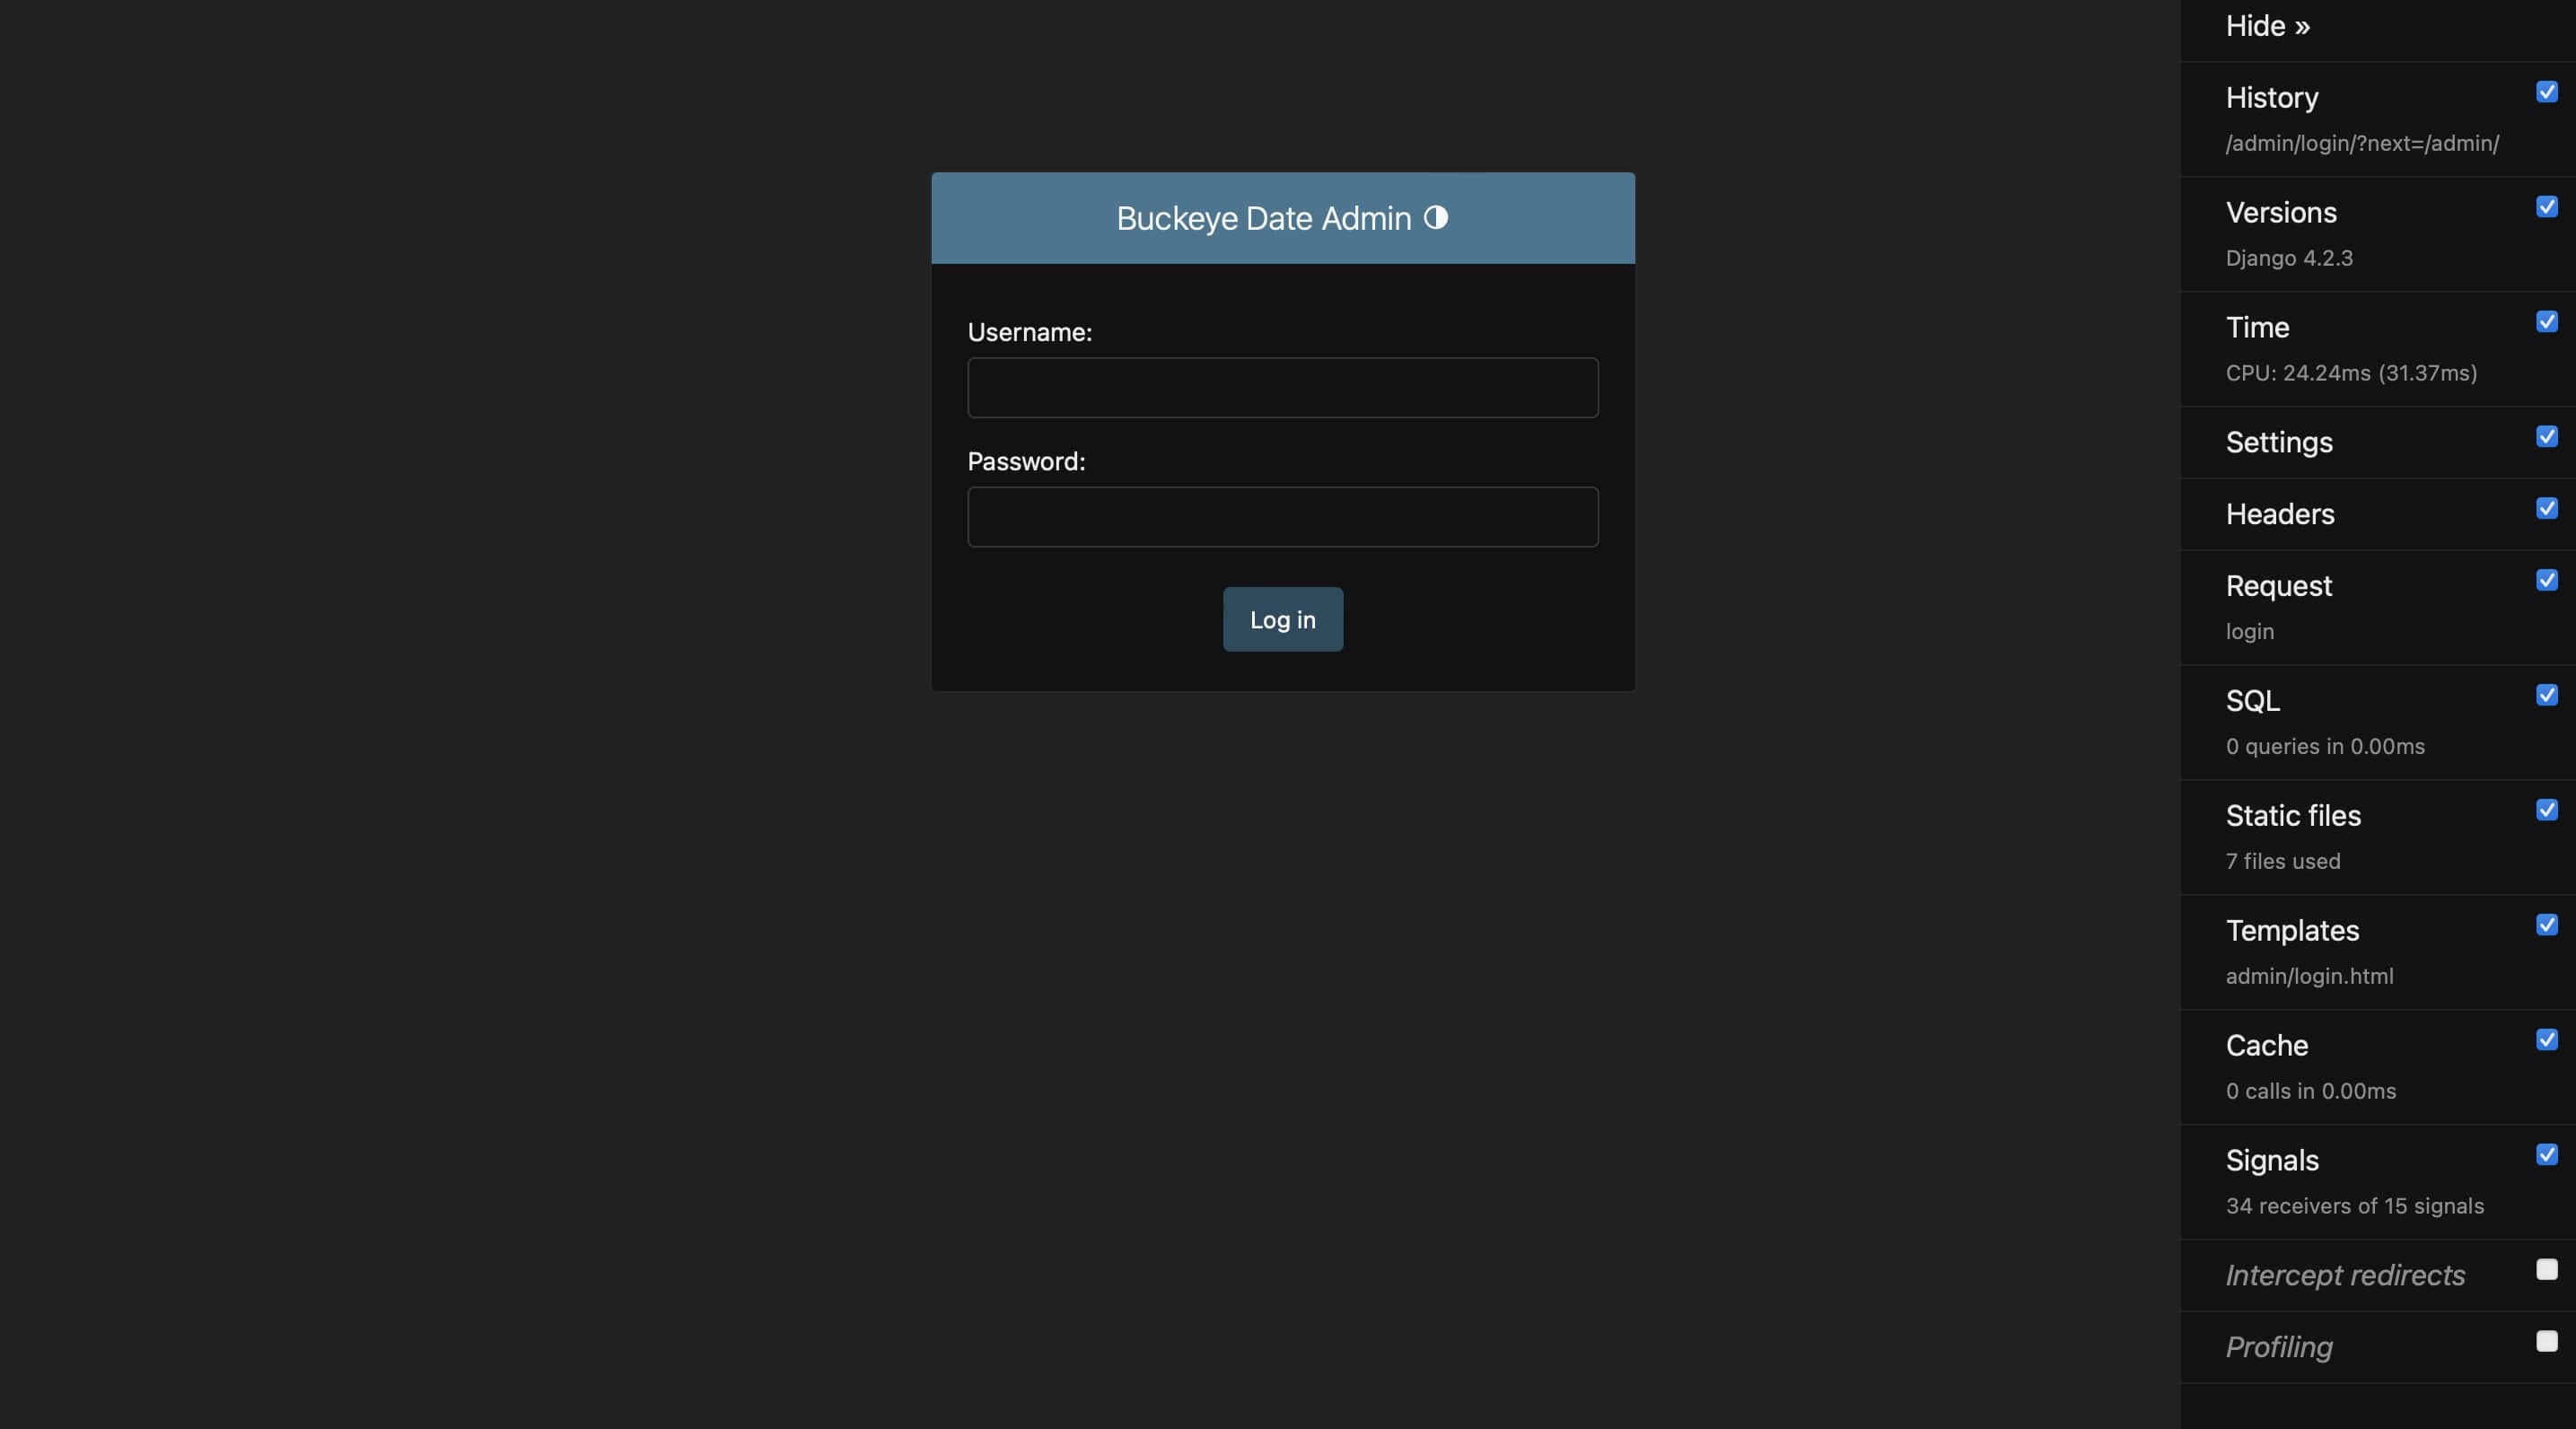 Buckeye Date Admin
Username:
Password:
Log in
Hide »
History
/admin/login/?next=/admin/
Versions
Django 4.2.3
Time
CPU: 24.24ms (31.37ms)
Settings
Headers
Request
login
SQL
0 queries in 0.00ms
Static files
7 files used
Templates
admin/login.html
Cache
0 calls in 0.00ms
Signals
34 receivers of 15 signals
Intercept redirects
Profiling